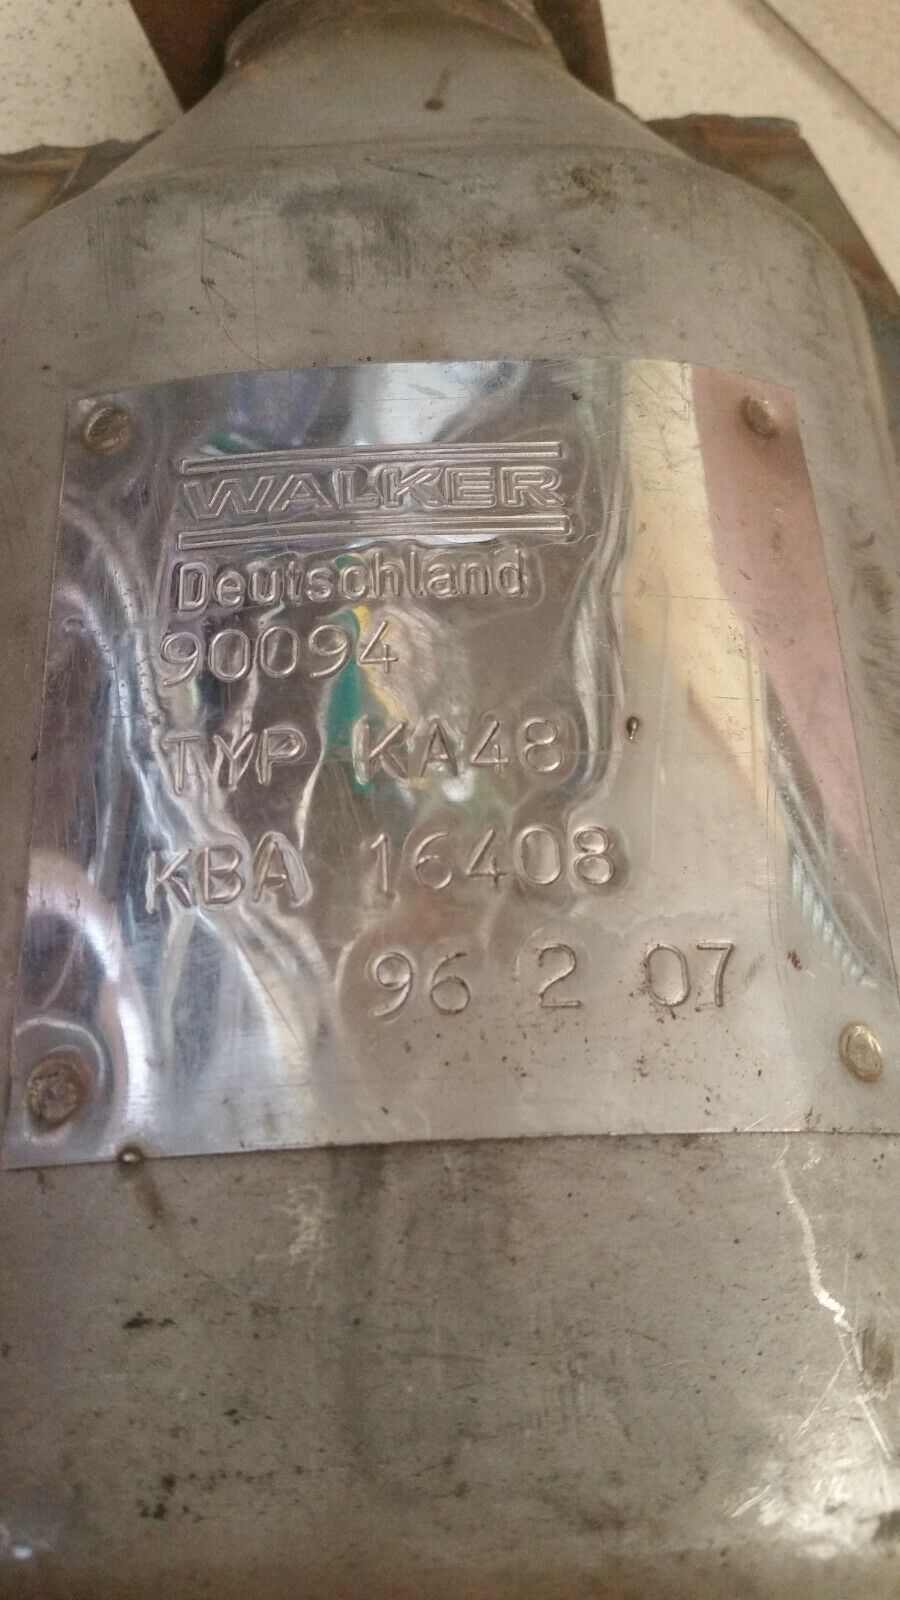 WALKER
Deutschland
90094
TYP KA48
KBA 16408
96 2 07